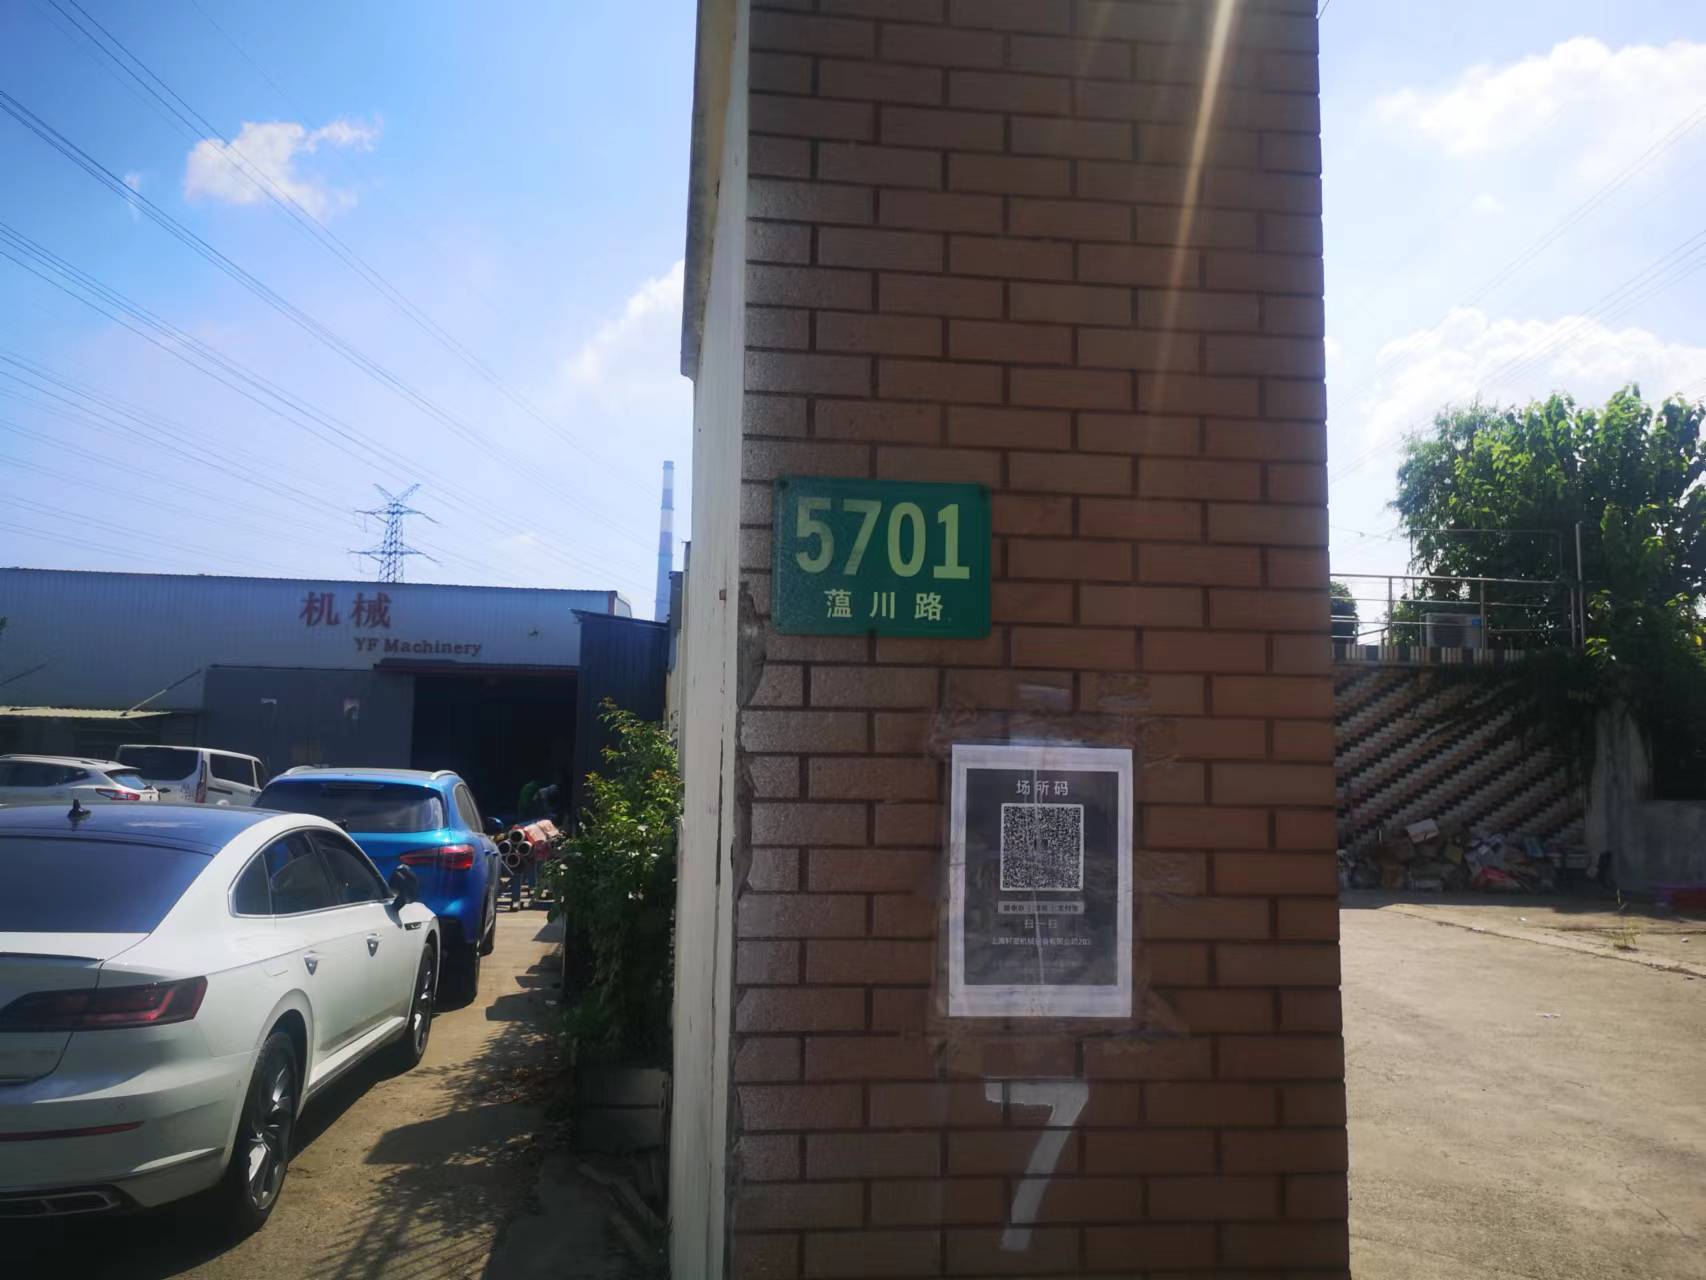 机械
YF Machinery
5701
蕰川路
场所码
扫一扫
7